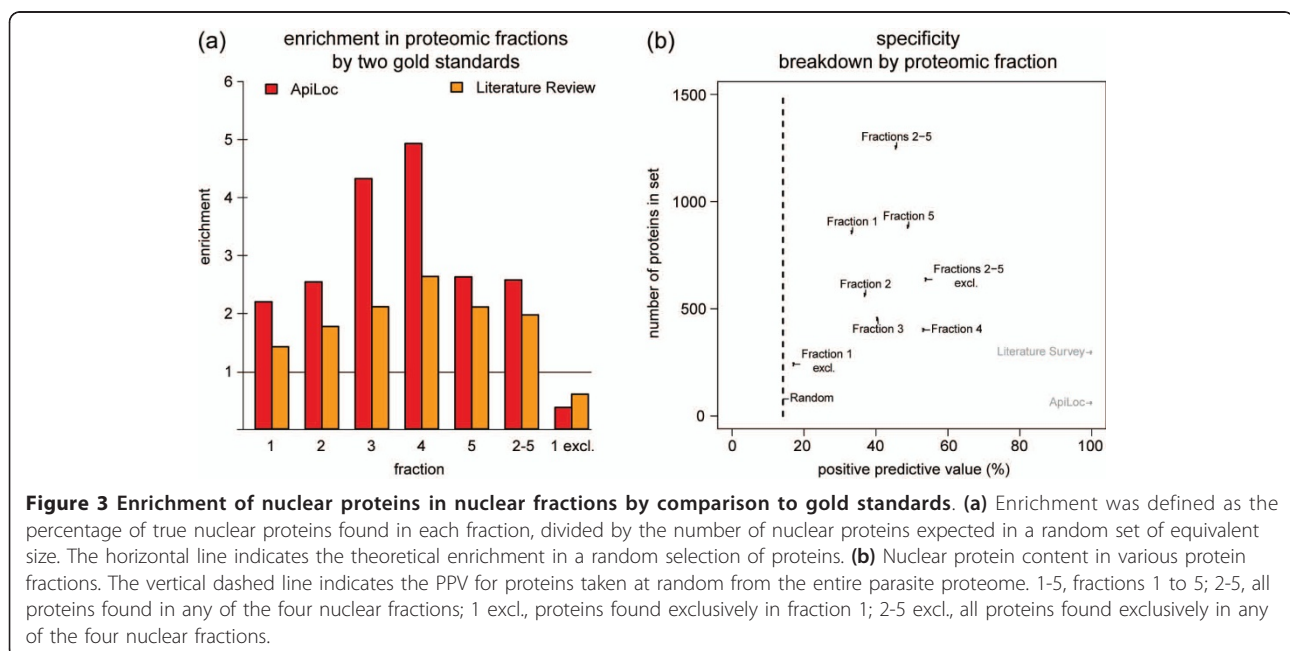 (a)
enrichment in proteomic fractions
by two gold standards
ApiLoc
Literature Review
enrichment
6
5
4
3
2
1
1 2 3 4 5 2-5 1 excl.
fraction
(b)
specificity
breakdown by proteomic fraction
number of proteins in set
1500
1000
500
0
Fractions 2-5
Fraction 1
Fraction 5
Fractions 2-5
excl.
Fraction 2
Fraction 3
Fraction 4
Fraction 1
excl.
Literature Survey
Random
ApiLoc
0 20 40 60 80 100
positive predictive value (%)
Figure 3 Enrichment of nuclear proteins in nuclear fractions by comparison to gold standards. (a) Enrichment was defined as the
percentage of true nuclear proteins found in each fraction, divided by the number of nuclear proteins expected in a random set of equivalent
size. The horizontal line indicates the theoretical enrichment in a random selection of proteins. (b) Nuclear protein content in various protein
fractions. The vertical dashed line indicates the PPV for proteins taken at random from the entire parasite proteome. 1-5, fractions 1 to 5; 2-5, all
proteins found in any of the four nuclear fractions; 1 excl., proteins found exclusively in fraction 1; 2-5 excl., all proteins found exclusively in any
of the four nuclear fractions.